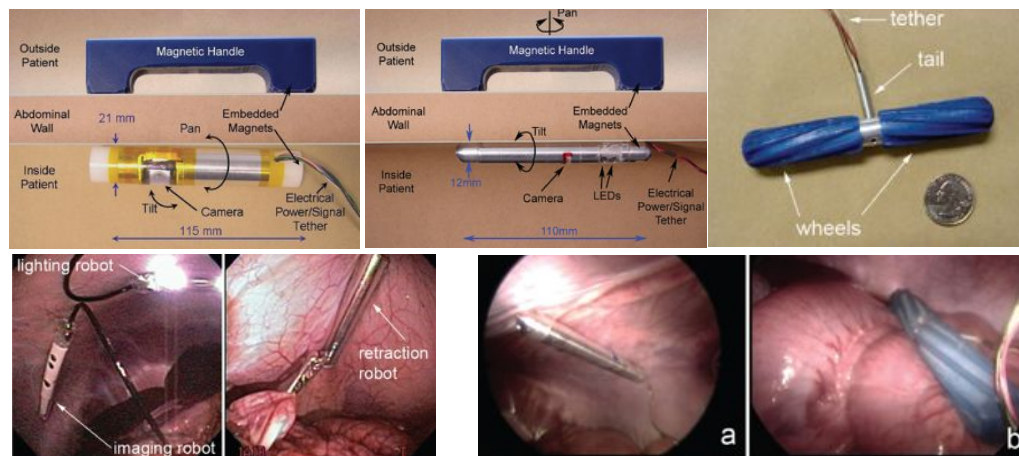 Outside
Patient
Magnetic Handle
Abdominal
Wall
21 mm
Pan
Embedded
Magnets
Inside
Patient
Tilt
Camera
Electrical
Power/Signal
Tether
115 mm
Pan
Outside
Patient
Magnetic Handle
Abdominal
Wall
Embedded
Magnets
Tilt
Inside
Patient
12mm
Camera
LEDs
Electrical
Power/Signal
Tether
110mm
tether
tail
wheels
lighting robot
imaging robot
retraction
robot
a
b